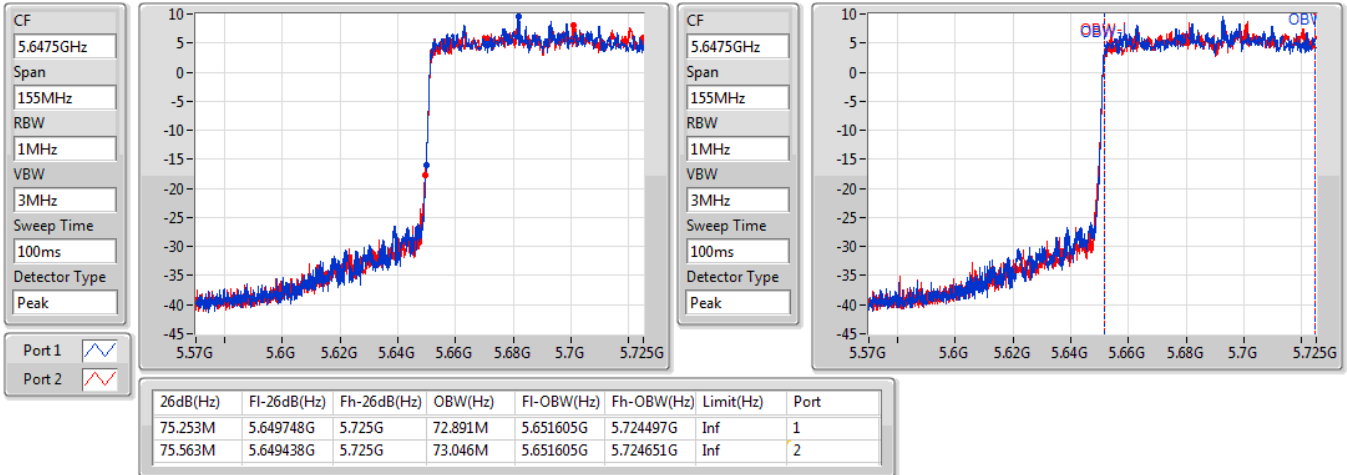 CF
5.6475GHz
Span
155MHz
RBW
1MHz
VBW
3MHz
Sweep Time
100ms
Detector Type
Peak
Port 1
Port 2
10
5
0
-5
-10
-15
-20
-25
-30
-35
-40
-45
5.57G 5.6G 5.62G 5.64G 5.66G 5.68G 5.7G 5.725G
CF
5.6475GHz
Span
155MHz
RBW
1MHz
VBW
3MHz
Sweep Time
100ms
Detector Type
Peak
10
5
0
-5
-10
-15
-20
-25
-30
-35
-40
-45
OBW-
OBW
5.57G 5.6G 5.62G 5.64G 5.66G 5.68G 5.7G 5.725G
26dB(Hz) Fl-26dB(Hz) Fh-26dB(Hz) OBW(Hz) Fl-OBW(Hz) Fh-OBW(Hz) Limit(Hz) Port
75.253M 5.649748G 5.725G 72.891M 5.651605G 5.724497G Inf 1
75.563M 5.649438G 5.725G 73.046M 5.651605G 5.724651G Inf 2